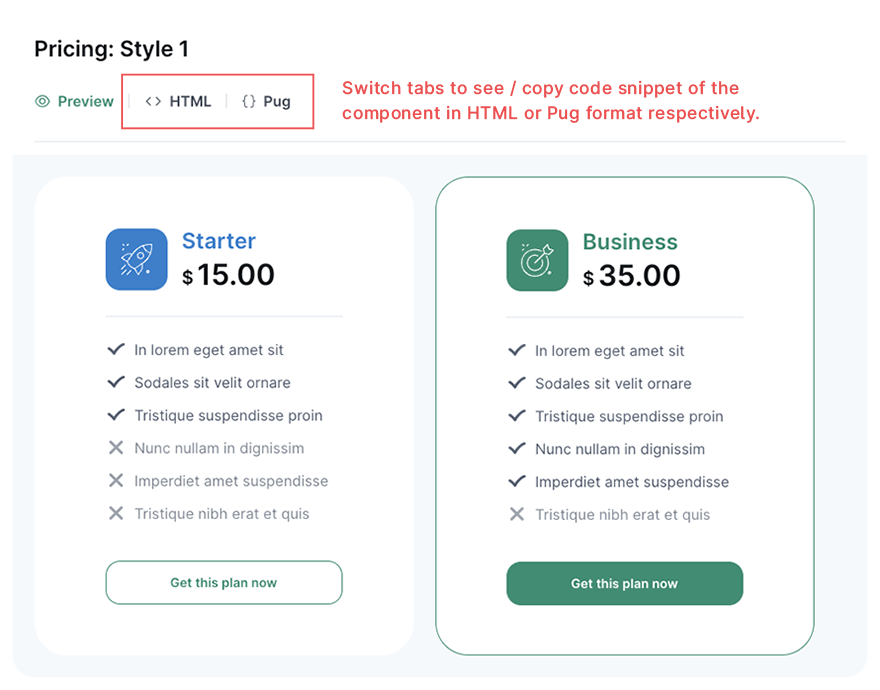 Pricing: Style 1
Preview
HTML
Pug
Switch tabs to see / copy code snippet of the
component in HTML or Pug format respectively.
Starter
$15.00
In lorem eget amet sit
Sodales sit velit ornare
Tristique suspendisse proin
Nunc nullam in dignissim
Imperdiet amet suspendisse
Tristique nibh erat et quis
Get this plan now
Business
$35.00
In lorem eget amet sit
Sodales sit velit ornare
Tristique suspendisse proin
Nunc nullam in dignissim
Imperdiet amet suspendisse
Tristique nibh erat et quis
Get this plan now